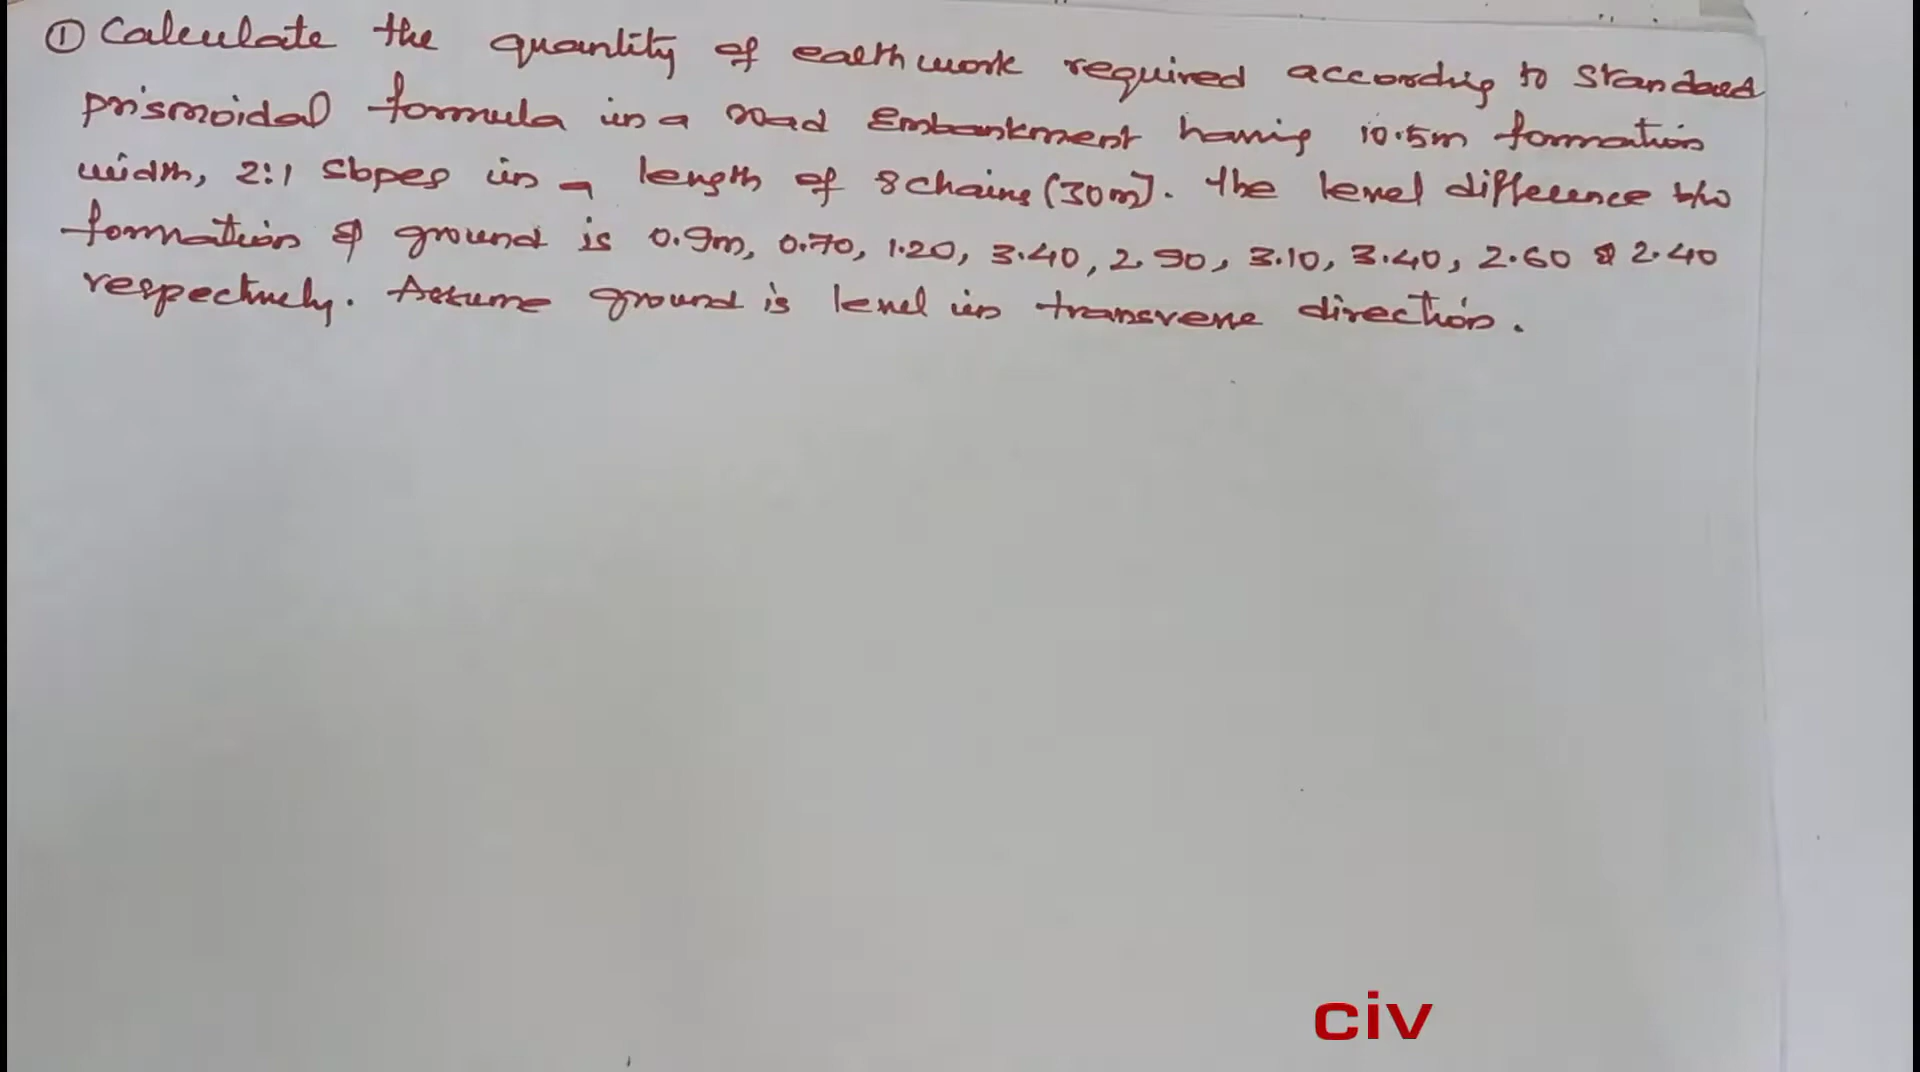 ① Calculate the quantity of earth work required according to standard
prismoidal formula in a road Embankment having 10.5m formation
width, 2:1 slopes in a length of 8 chains (30m). The level difference b/w
formation & ground is 0.9m, 0.70, 1.20, 3.40, 2.90, 3.10, 3.40, 2.60 & 2.40
respectively. Assume ground is level in transverse direction.
civ